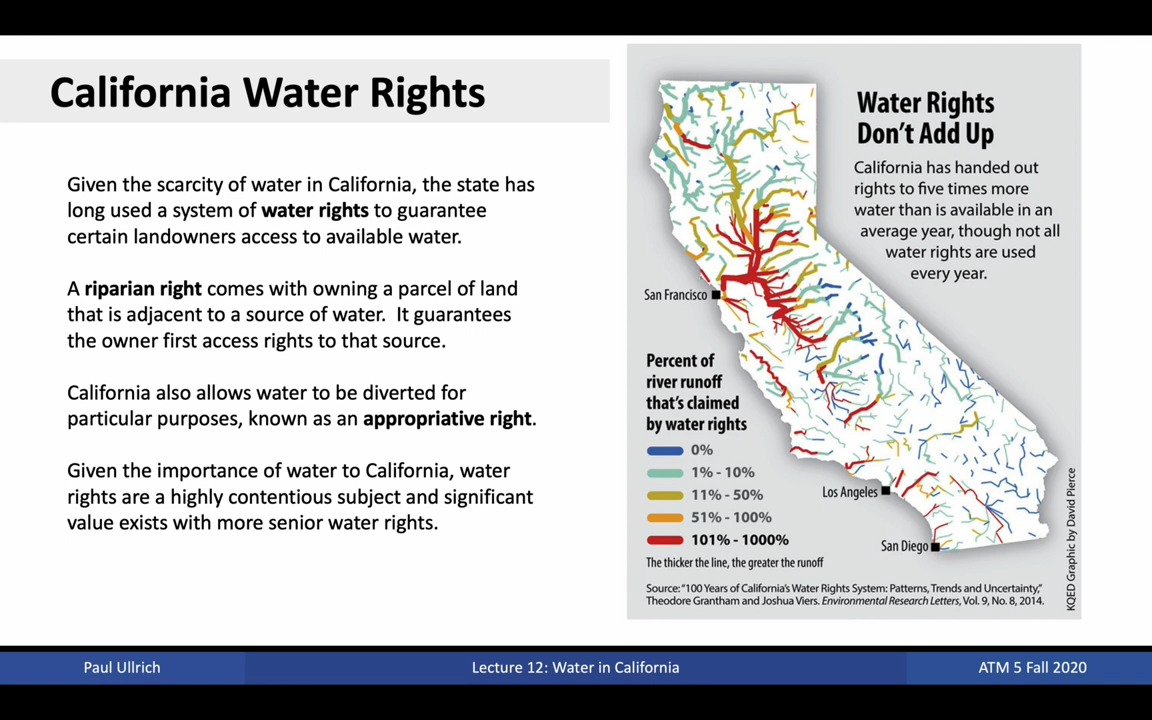 California Water Rights
Given the scarcity of water in California, the state has
long used a system of water rights to guarantee
certain landowners access to available water.
A riparian right comes with owning a parcel of land
that is adjacent to a source of water.  It guarantees
the owner first access rights to that source.
California also allows water to be diverted for
particular purposes, known as an appropriative right.
Given the importance of water to California, water
rights are a highly contentious subject and significant
value exists with more senior water rights.
Water Rights
Don't Add Up
California has handed out
rights to five times more
water than is available in an
average year, though not all
water rights are used
every year.
San Francisco
Percent of
river runoff
that's claimed
by water rights
0%
1% - 10%
11% - 50%
51% - 100%
101% - 1000%
The thicker the line, the greater the runoff
Los Angeles
San Diego
Source: "100 Years of California's Water Rights System: Patterns, Trends and Uncertainty,"
Theodore Grantham and Joshua Viers. Environmental Research Letters, Vol. 9, No. 8, 2014.
KQED Graphic by David Pierce
Paul Ullrich
Lecture 12: Water in California
ATM 5 Fall 2020